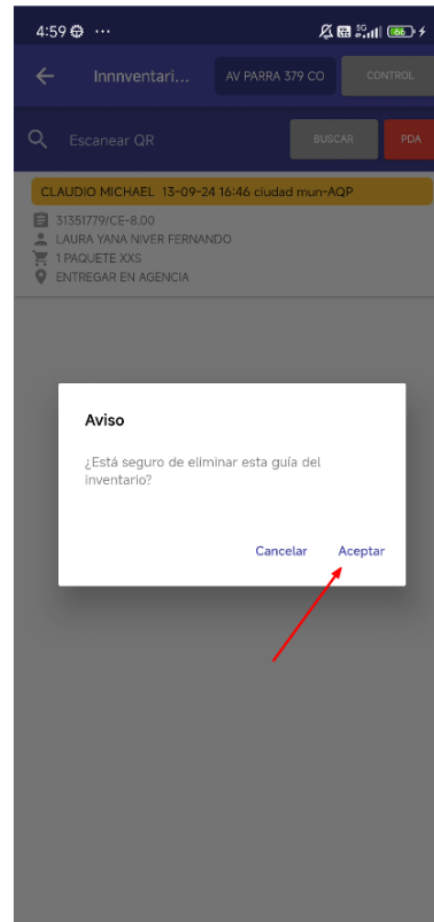 4:59 ...
5G 66
Innnventari... AV PARRA 379 CO CONTROL
Escanear QR BUSCAR PDA
CLAUDIO MICHAEL 13-09-24 16:46 ciudad mun-AQP
31351779/CE-8.00
LAURA YANA NIVER FERNANDO
1 PAQUETE XXS
ENTREGAR EN AGENCIA
Aviso
¿Está seguro de eliminar esta guía del
inventario?
Cancelar Aceptar